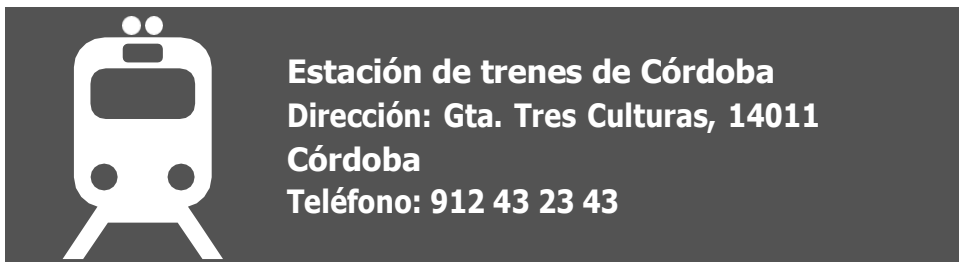 Estación de trenes de Córdoba
Dirección: Gta. Tres Culturas, 14011
Córdoba
Teléfono: 912 43 23 43